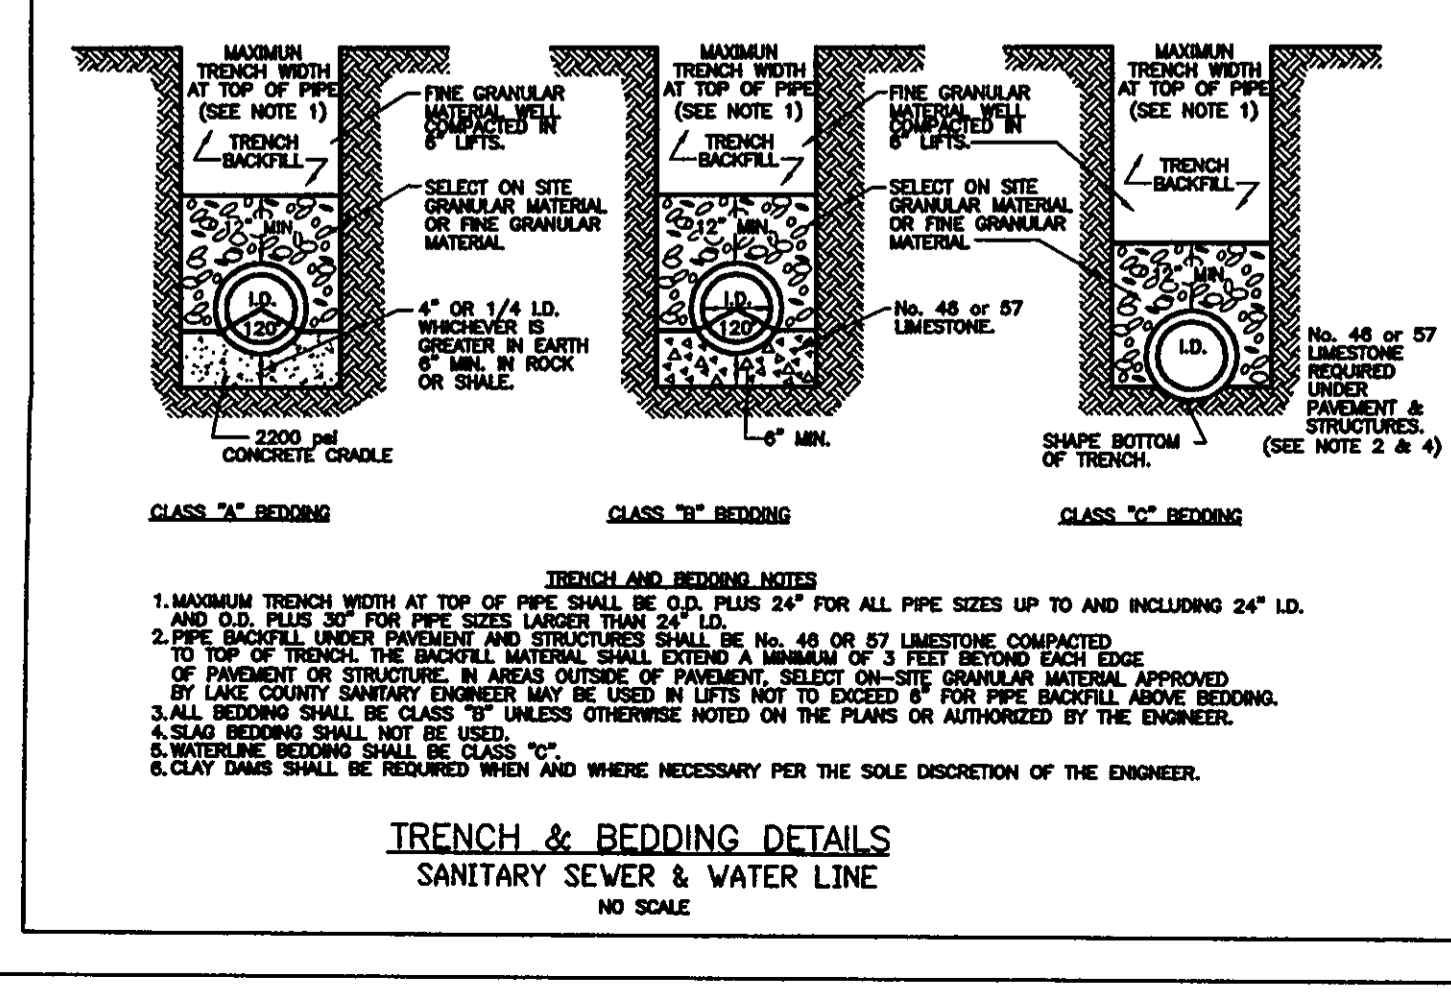 MAXIMUN
TRENCH WIDTH
AT TOP OF PIPE
(SEE NOTE 1)
TRENCH
BACKFILL
FINE GRANULAR
MATERIAL WELL
COMPACTED IN
6" LIFTS.
SELECT ON SITE
GRANULAR MATERIAL
OR FINE GRANULAR
MATERIAL
12" MIN.
I.D.
120°
4" OR 1/4 I.D.
WHICHEVER IS
GREATER IN EARTH
6" MIN. IN ROCK
OR SHALE.
2200 psi
CONCRETE CRADLE
CLASS "A" BEDDING
MAXIMUN
TRENCH WIDTH
AT TOP OF PIPE
(SEE NOTE 1)
TRENCH
BACKFILL
FINE GRANULAR
MATERIAL WELL
COMPACTED IN
6" LIFTS.
SELECT ON SITE
GRANULAR MATERIAL
OR FINE GRANULAR
MATERIAL
12" MIN.
I.D.
120°
No. 46 or 57
LIMESTONE.
6" MIN.
CLASS "B" BEDDING
MAXIMUN
TRENCH WIDTH
AT TOP OF PIPE
(SEE NOTE 1)
TRENCH
BACKFILL
12" MIN.
I.D.
No. 46 or 57
LIMESTONE
REQUIRED
UNDER
PAVEMENT &
STRUCTURES.
(SEE NOTE 2 & 4)
SHAPE BOTTOM
OF TRENCH.
CLASS "C" BEDDING
TRENCH AND BEDDING NOTES
1. MAXIMUM TRENCH WIDTH AT TOP OF PIPE SHALL BE O.D. PLUS 24" FOR ALL PIPE SIZES UP TO AND INCLUDING 24" I.D.
AND O.D. PLUS 30" FOR PIPE SIZES LARGER THAN 24" I.D.
2. PIPE BACKFILL UNDER PAVEMENT AND STRUCTURES SHALL BE No. 46 OR 57 LIMESTONE COMPACTED
TO TOP OF TRENCH. THE BACKFILL MATERIAL SHALL EXTEND A MINIMUM OF 3 FEET BEYOND EACH EDGE
OF PAVEMENT OR STRUCTURE. IN AREAS OUTSIDE OF PAVEMENT, SELECT ON-SITE GRANULAR MATERIAL APPROVED
BY LAKE COUNTY SANITARY ENGINEER MAY BE USED IN LIFTS NOT TO EXCEED 6" FOR PIPE BACKFILL ABOVE BEDDING.
3. ALL BEDDING SHALL BE CLASS "B" UNLESS OTHERWISE NOTED ON THE PLANS OR AUTHORIZED BY THE ENGINEER.
4. SLAG BEDDING SHALL NOT BE USED.
5. WATERLINE BEDDING SHALL BE CLASS "C".
6. CLAY DAMS SHALL BE REQUIRED WHEN AND WHERE NECESSARY PER THE SOLE DISCRETION OF THE ENIGNEER.
TRENCH & BEDDING DETAILS
SANITARY SEWER & WATER LINE
NO SCALE